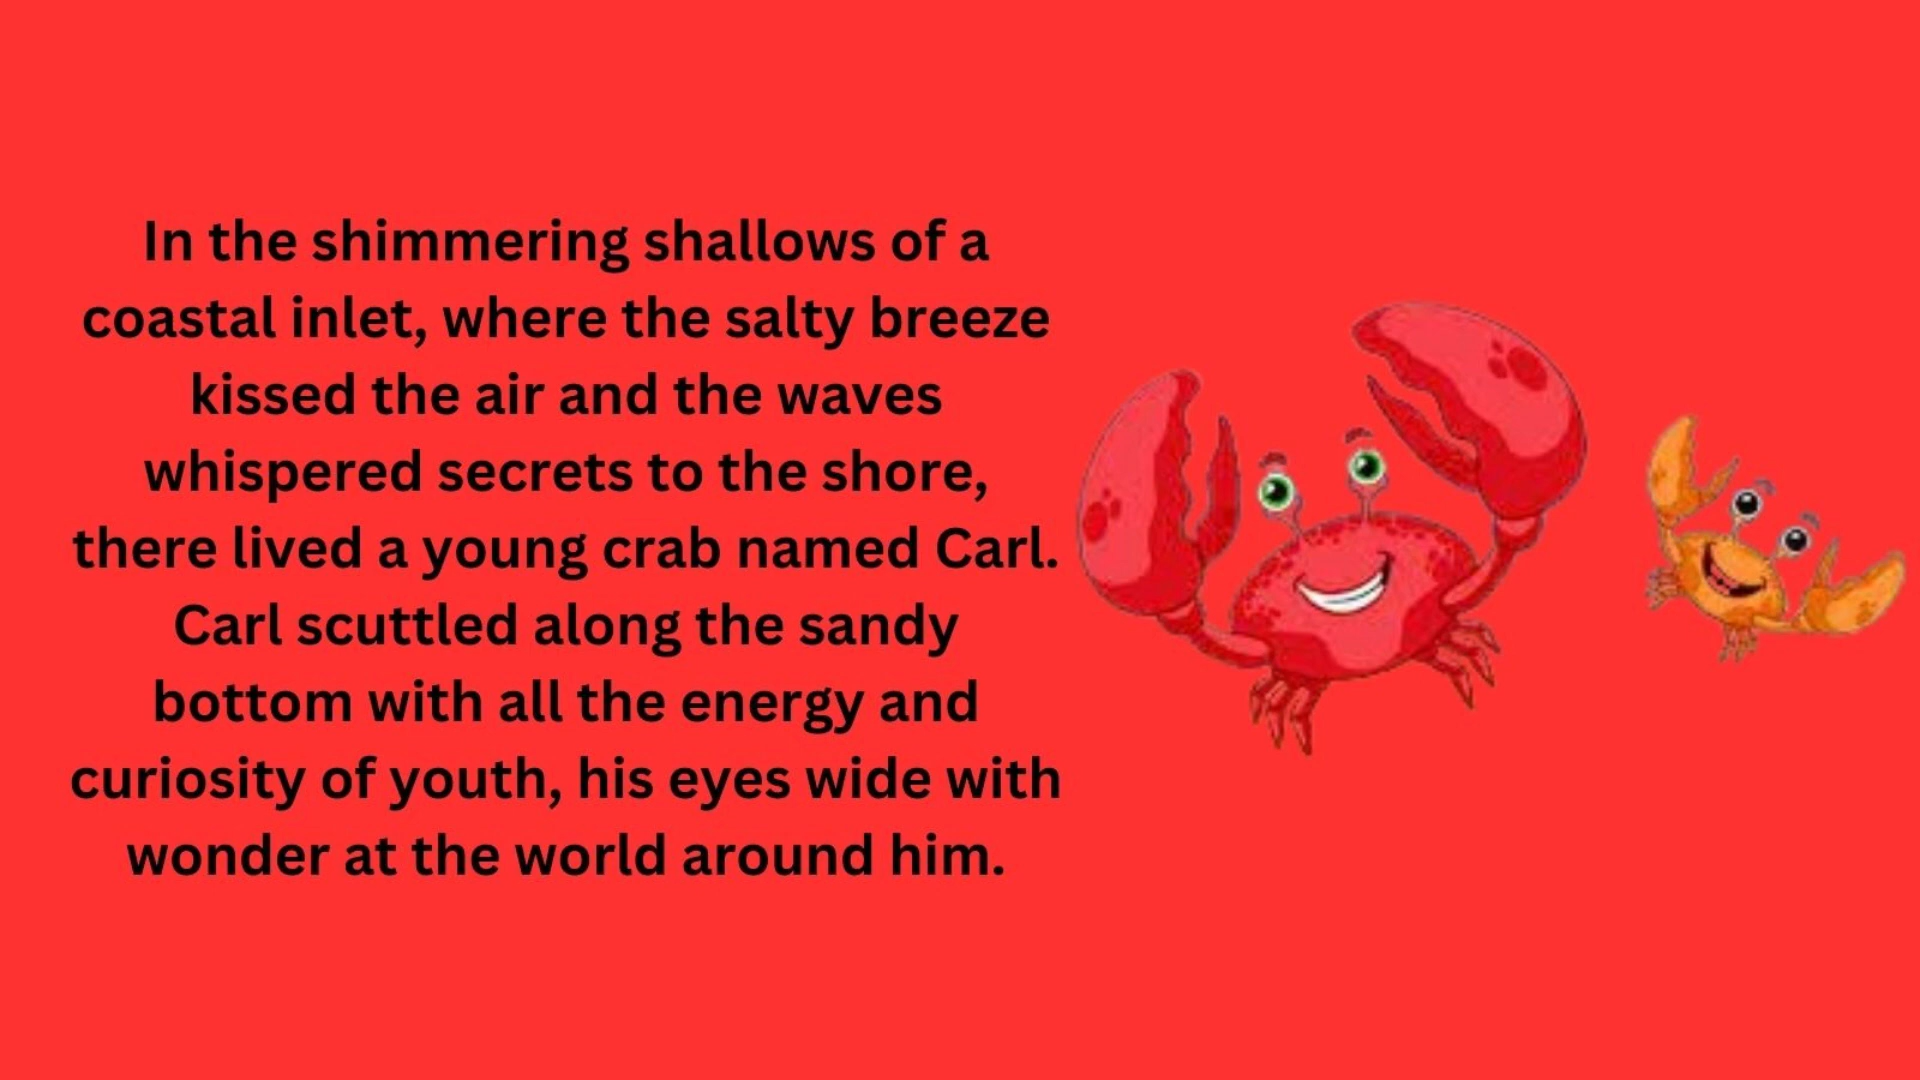 In the shimmering shallows of a
coastal inlet, where the salty breeze
kissed the air and the waves
whispered secrets to the shore,
there lived a young crab named Carl.
Carl scuttled along the sandy
bottom with all the energy and
curiosity of youth, his eyes wide with
wonder at the world around him.